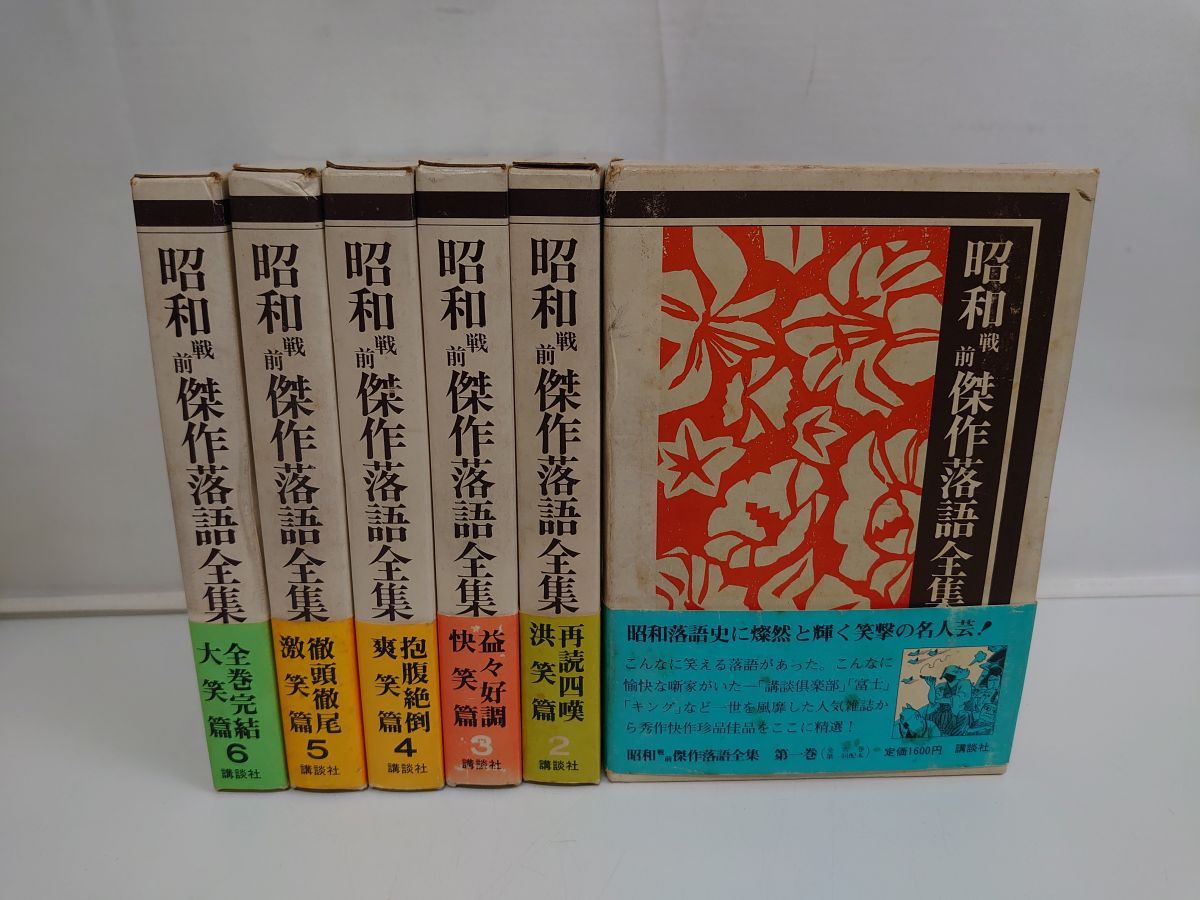 昭和戦前傑作落語全集
全巻完結
大笑篇
6
講談社
昭和戦前傑作落語全集
徹頭徹尾
激笑篇
5
講談社
昭和戦前傑作落語全集
抱腹絶倒
爽笑篇
4
講談社
昭和戦前傑作落語全集
益々好調
快笑篇
3
講談社
昭和戦前傑作落語全集
再読四嘆
洪笑篇
2
講談社
昭和戦前傑作落語全集
昭和落語史に燦然と輝く笑撃の名人芸!
こんなに笑える落語があった。こんなに
愉快な噺家がいた―「講談倶楽部」「富士」
「キング」など一世を風靡した人気雑誌か
ら秀作快作珍品佳品をここに精選!
昭和戦前傑作落語全集 第一巻 定価1600円 講談社